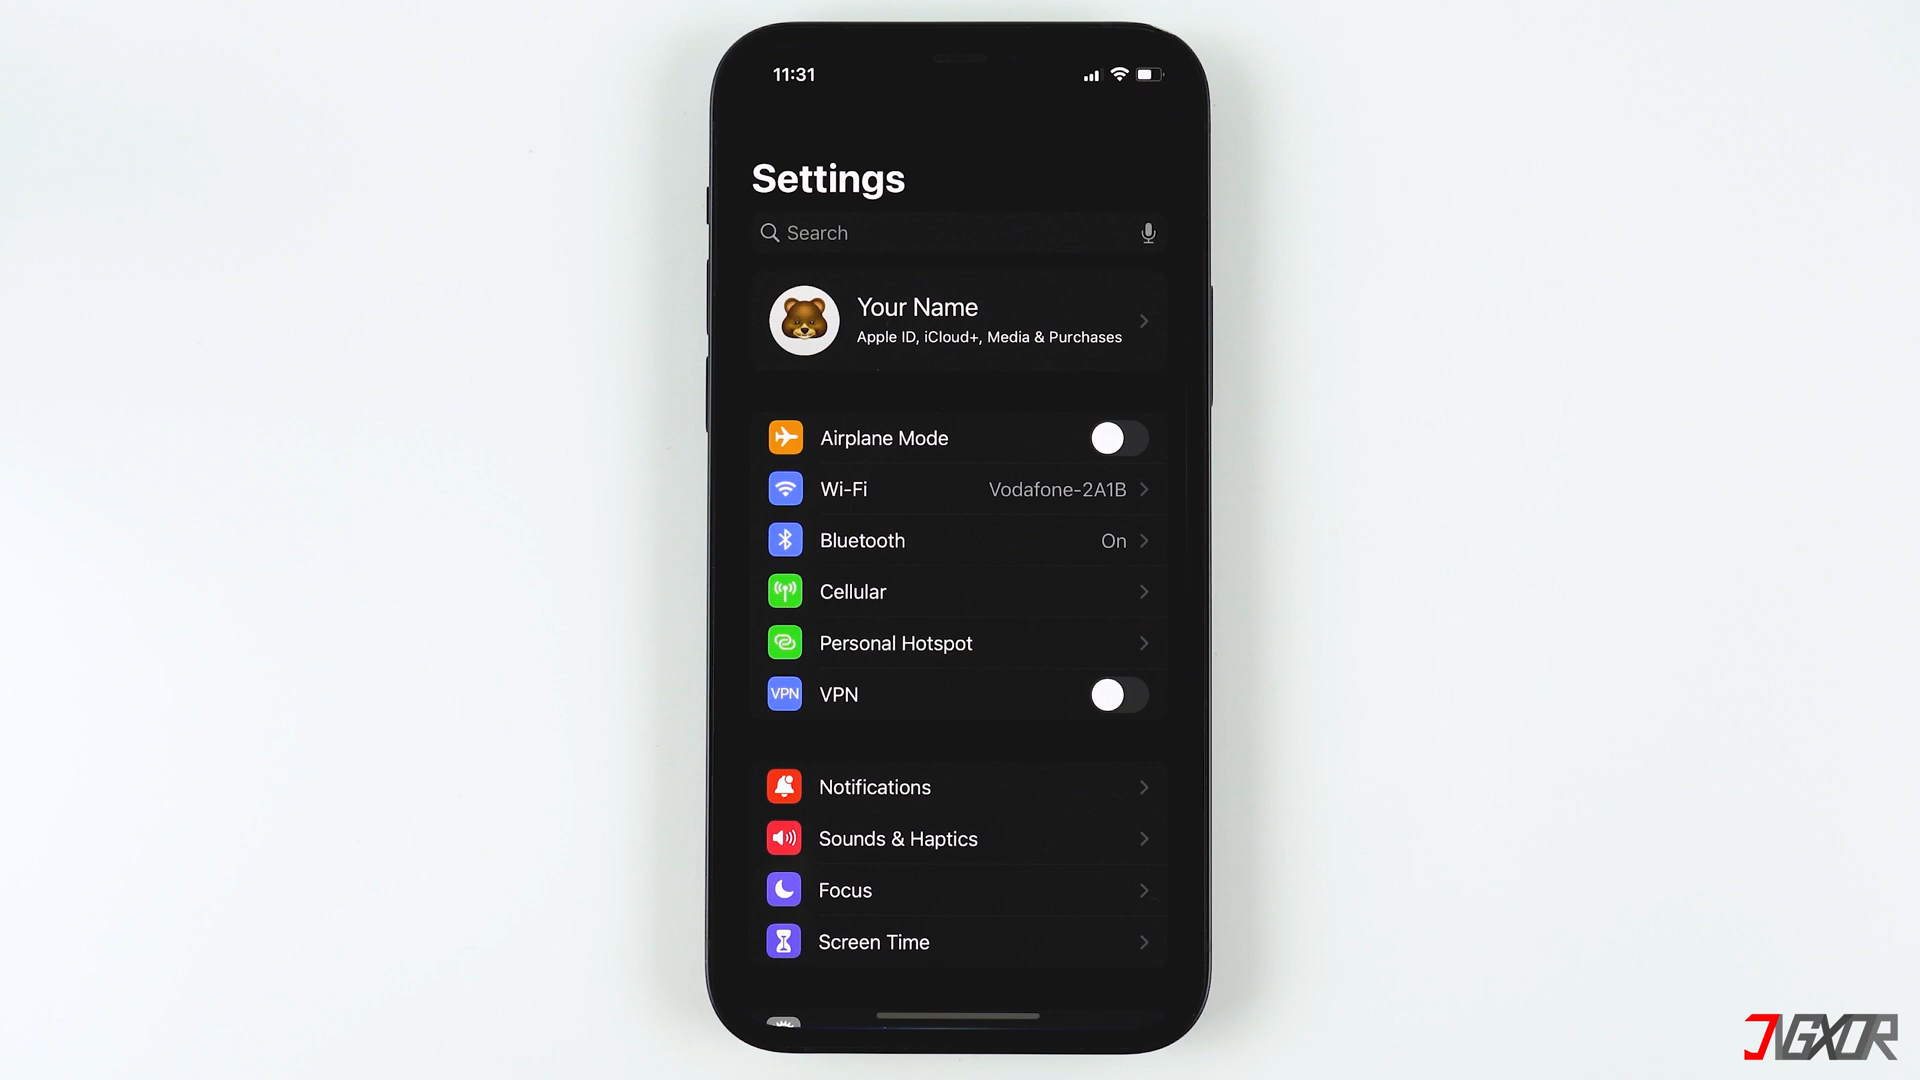 11:31
Settings
Search
Your Name
Apple ID, iCloud+, Media & Purchases
Airplane Mode
Wi-Fi Vodafone-2A1B
Bluetooth On
Cellular
Personal Hotspot
VPN VPN
Notifications
Sounds & Haptics
Focus
Screen Time
JVGXOR